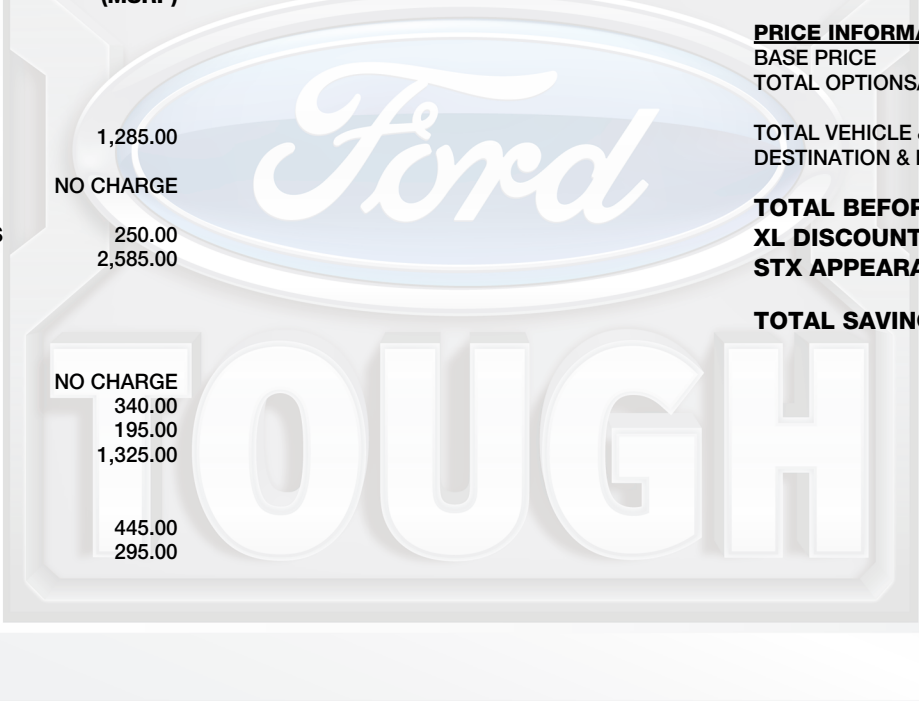 (MSRP)
1,285.00
NO CHARGE
S 250.00
2,585.00
NO CHARGE
340.00
195.00
1,325.00
445.00
295.00
PRICE INFORMA
BASE PRICE
TOTAL OPTIONS
TOTAL VEHICLE &
DESTINATION &
TOTAL BEFOR
XL DISCOUNT
STX APPEARA
TOTAL SAVIN
Ford
TOUGH